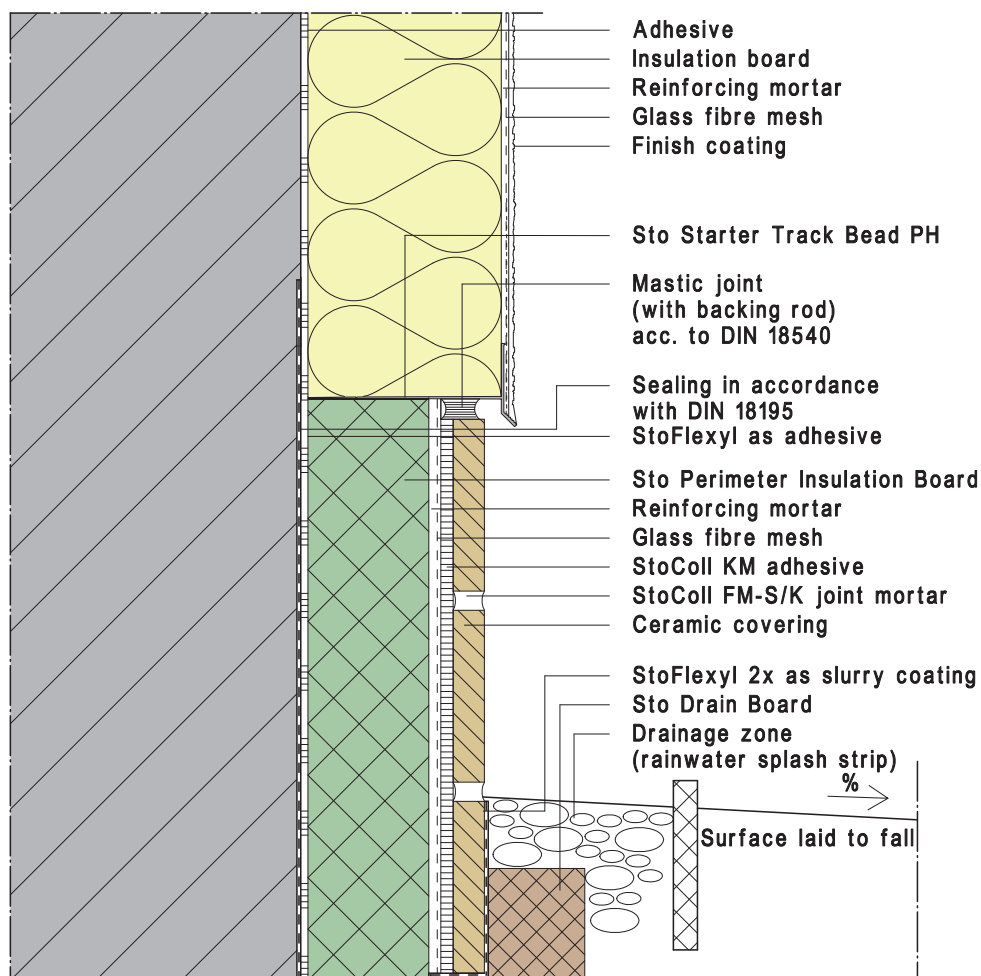 Adhesive
Insulation board
Reinforcing mortar
Glass fibre mesh
Finish coating
Sto Starter Track Bead PH
Mastic joint
(with backing rod)
acc. to DIN 18540
Sealing in accordance
with DIN 18195
StoFlexyl as adhesive
Sto Perimeter Insulation Board
Reinforcing mortar
Glass fibre mesh
StoColl KM adhesive
StoColl FM-S/K joint mortar
Ceramic covering
StoFlexyl 2x as slurry coating
Sto Drain Board
Drainage zone
(rainwater splash strip)
%
Surface laid to fall